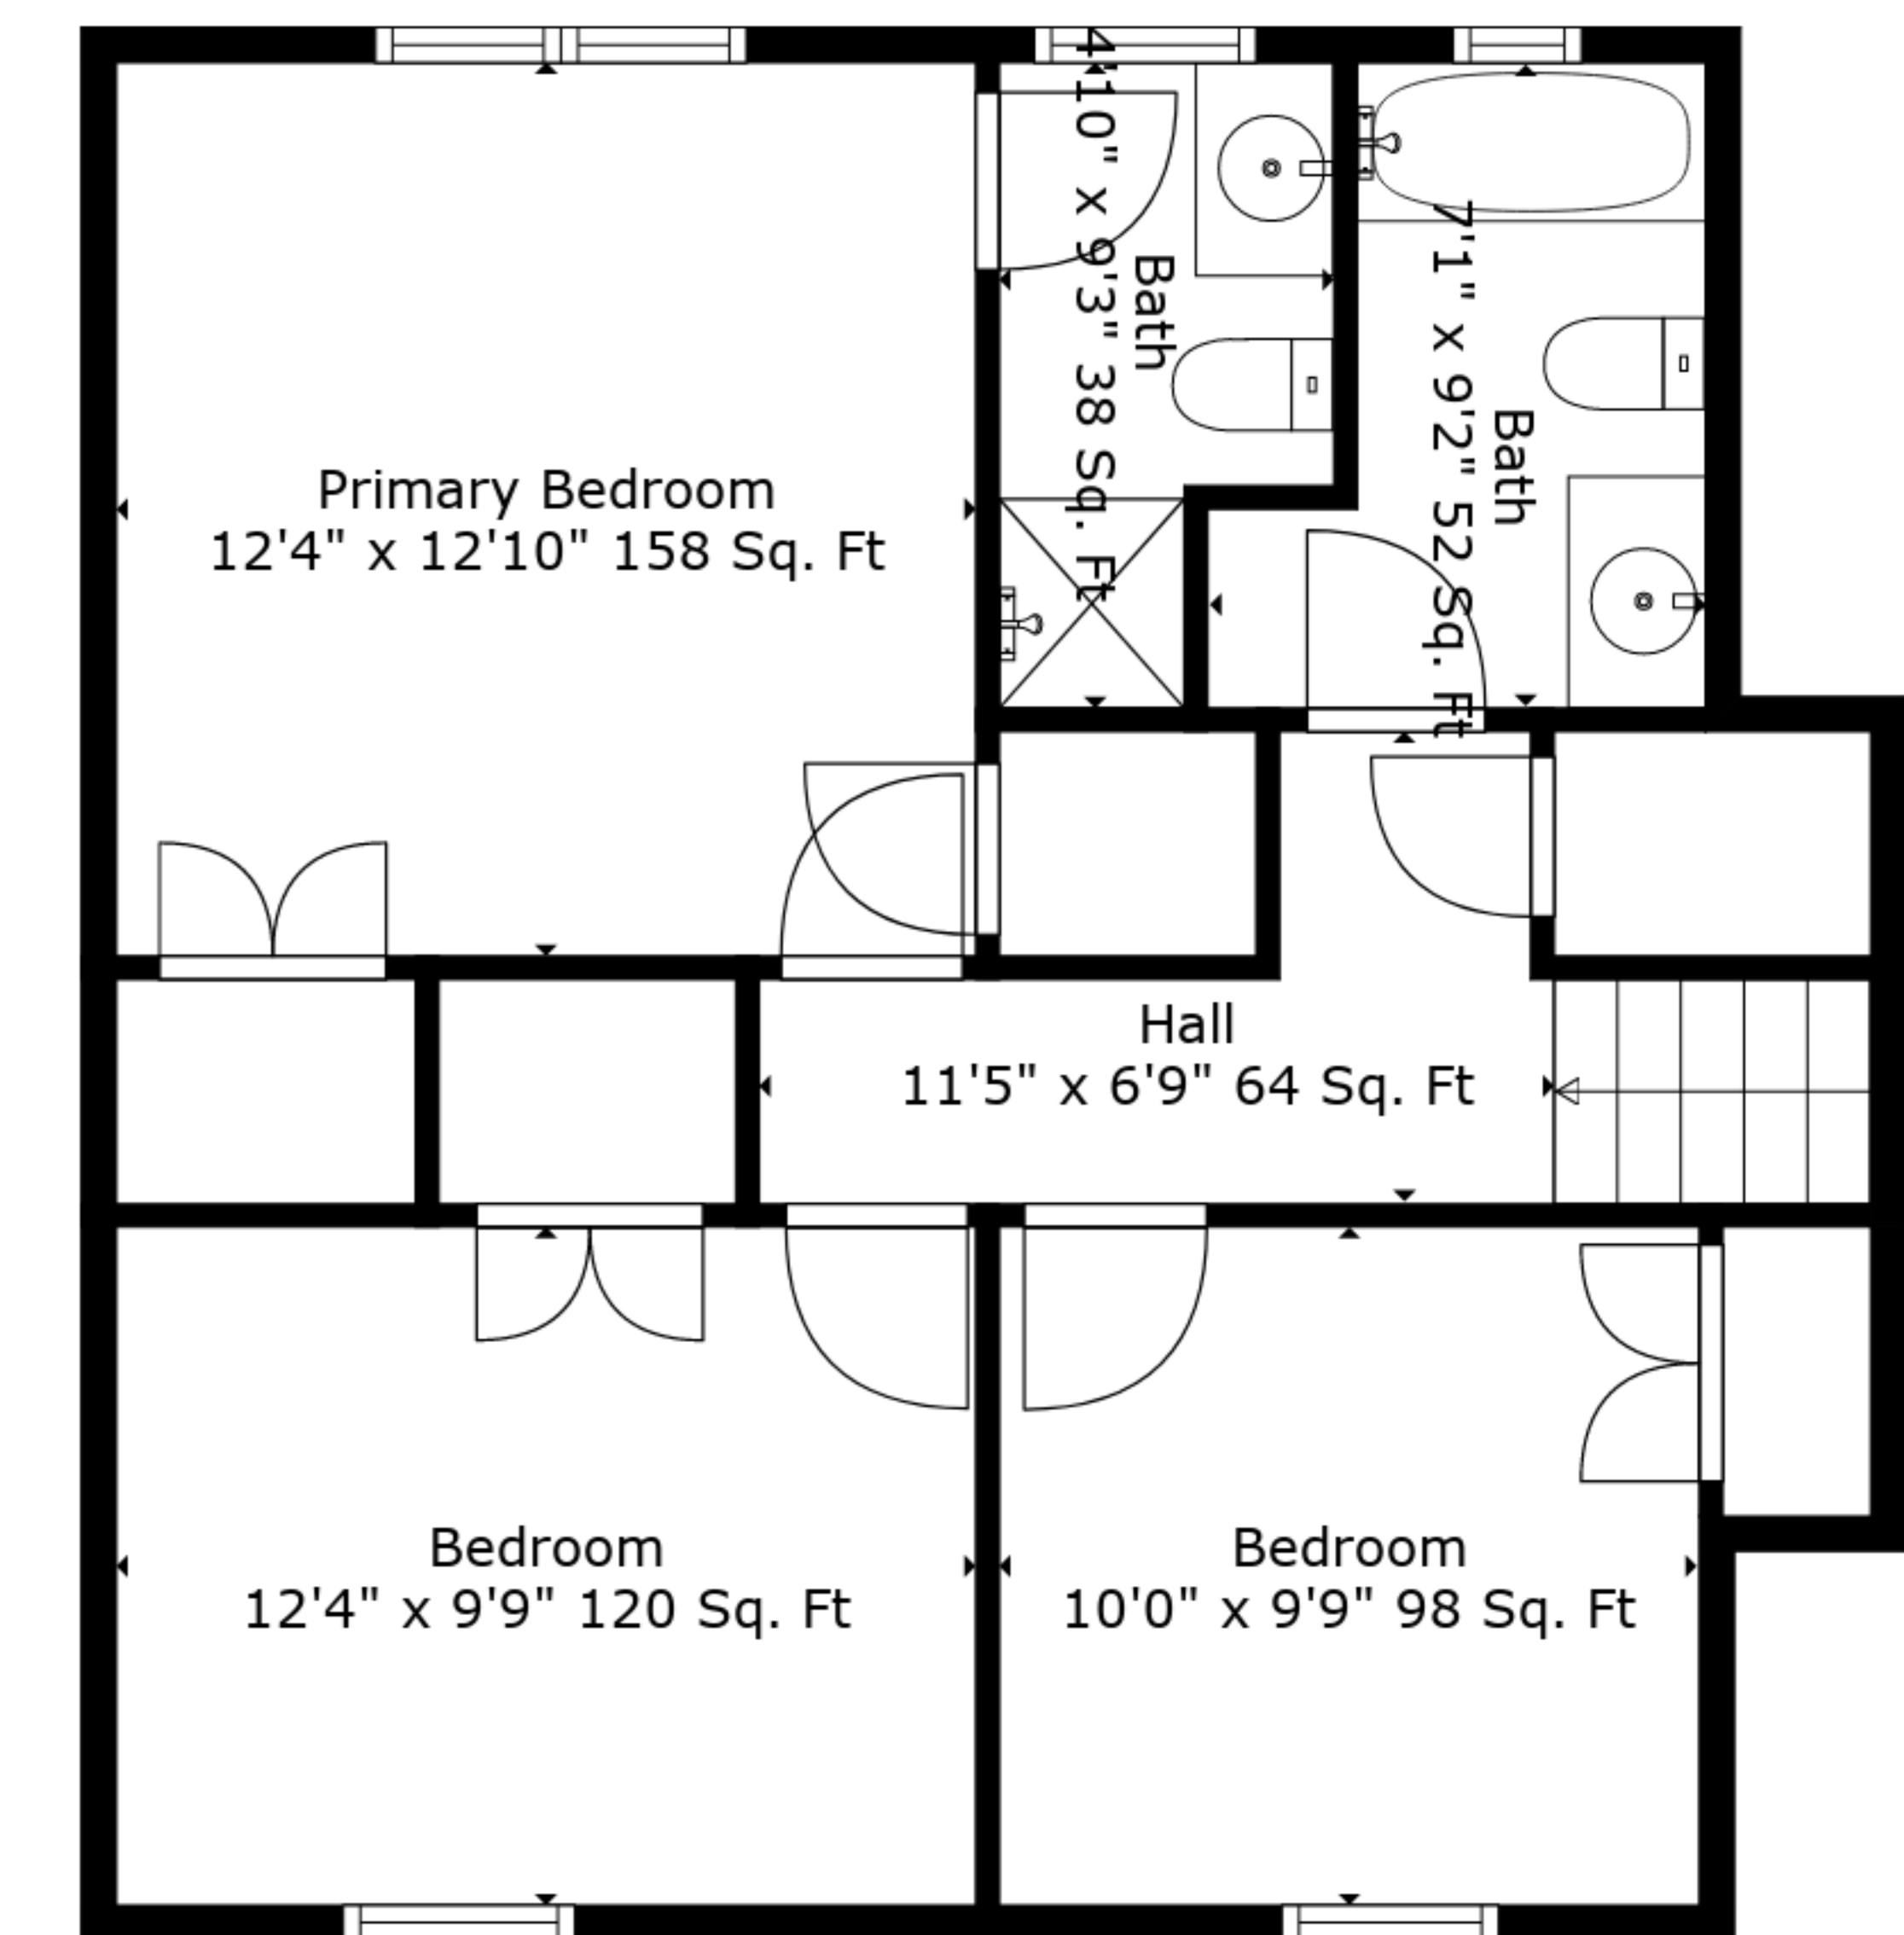 Primary Bedroom
12'4" x 12'10" 158 Sq. Ft
Bath
4'10" x 9'3" 38 Sq. Ft
Bath
7'1" x 9'2" 52 Sq. Ft
Hall
11'5" x 6'9" 64 Sq. Ft
Bedroom
12'4" x 9'9" 120 Sq. Ft
Bedroom
10'0" x 9'9" 98 Sq. Ft